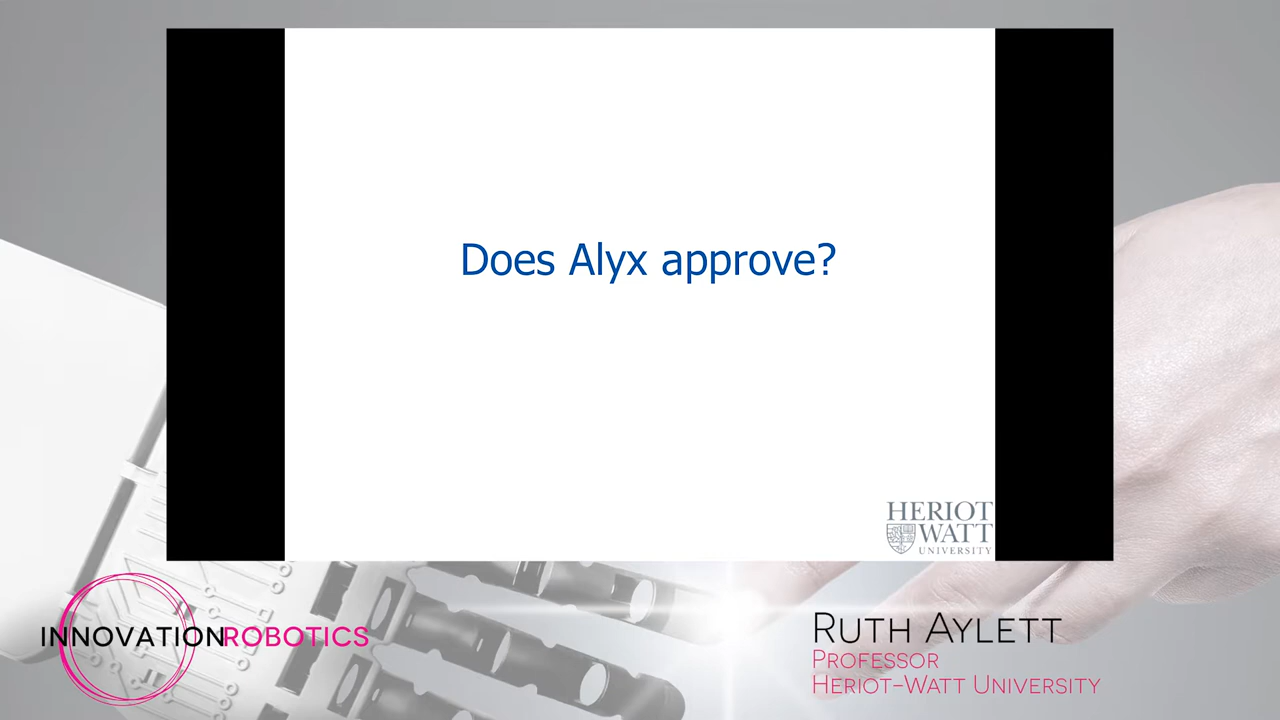 Does Alyx approve?
HERIOT
WATT
UNIVERSITY
INNOVATIONROBOTICS
RUTH AYLETT
PROFESSOR
HERIOT-WATT UNIVERSITY